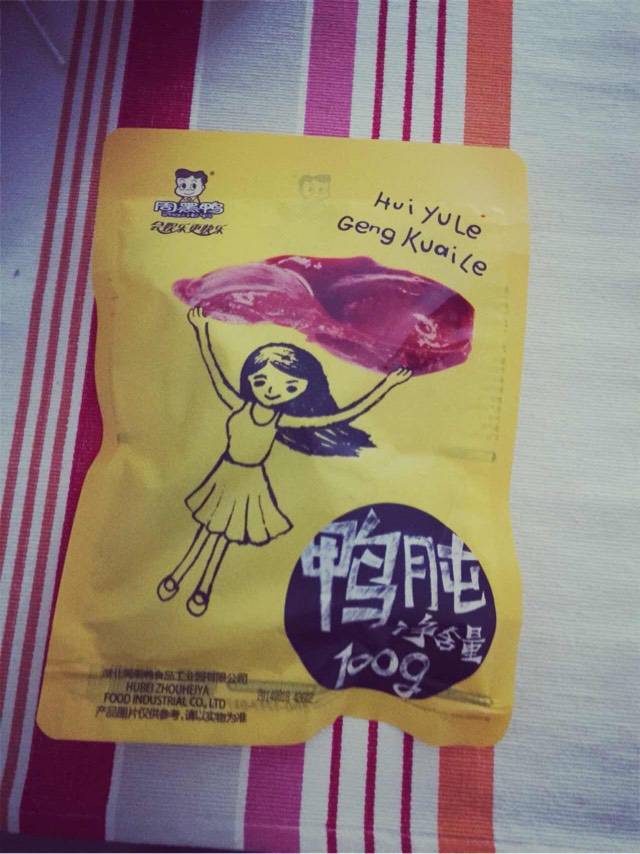 周黑鸭
会娱乐更快乐
Hui YuLe
Geng KuaiLe
鸭肫
净含量
100g
湖北周黑鸭食品工业园有限公司
HUBEI ZHOUHEIYA
FOOD INDUSTRIAL CO., LTD
产品图片仅供参考，请以实物为准